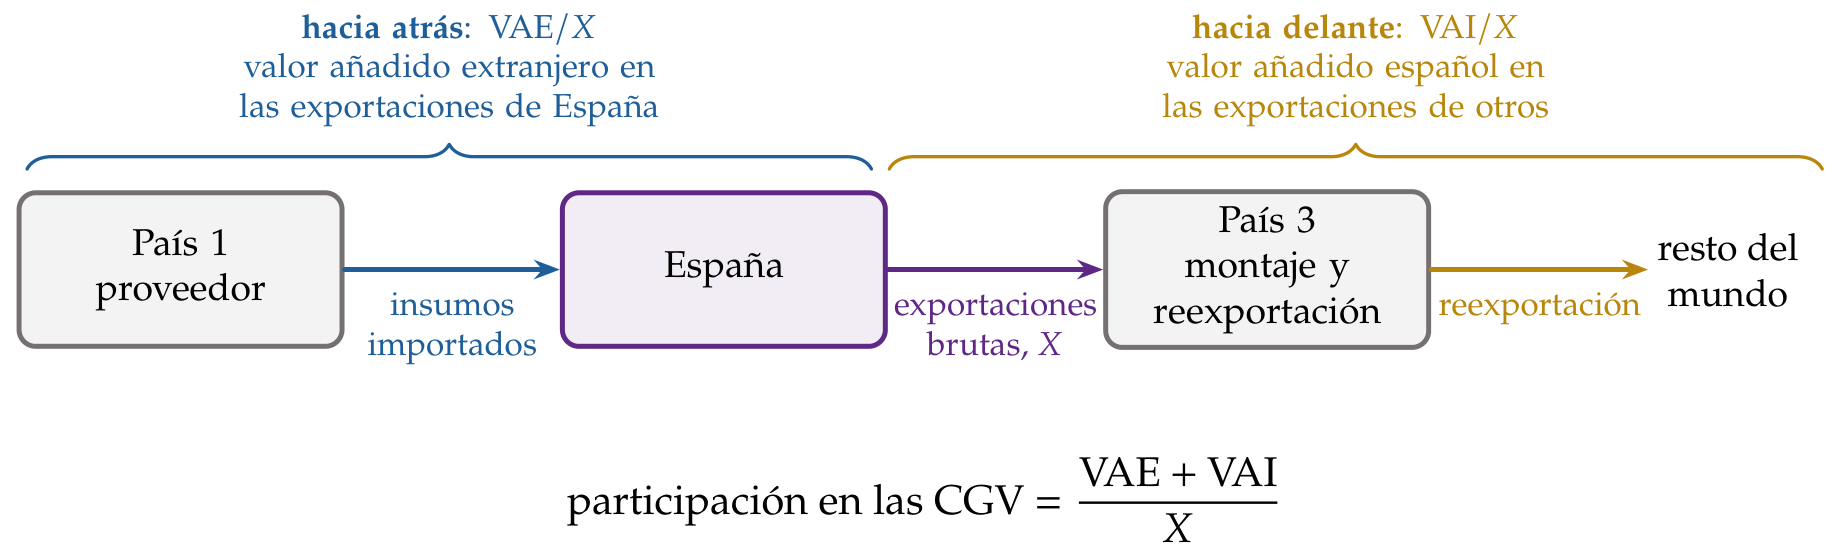 hacia atrás: VAE/X
valor añadido extranjero en
las exportaciones de España
hacia delante: VAI/X
valor añadido español en
las exportaciones de otros
País 1
proveedor
insumos
importados
España
exportaciones
brutas, X
País 3
montaje y
reexportación
reexportación
resto del
mundo
participación en las CGV = (VAE + VAI) / X